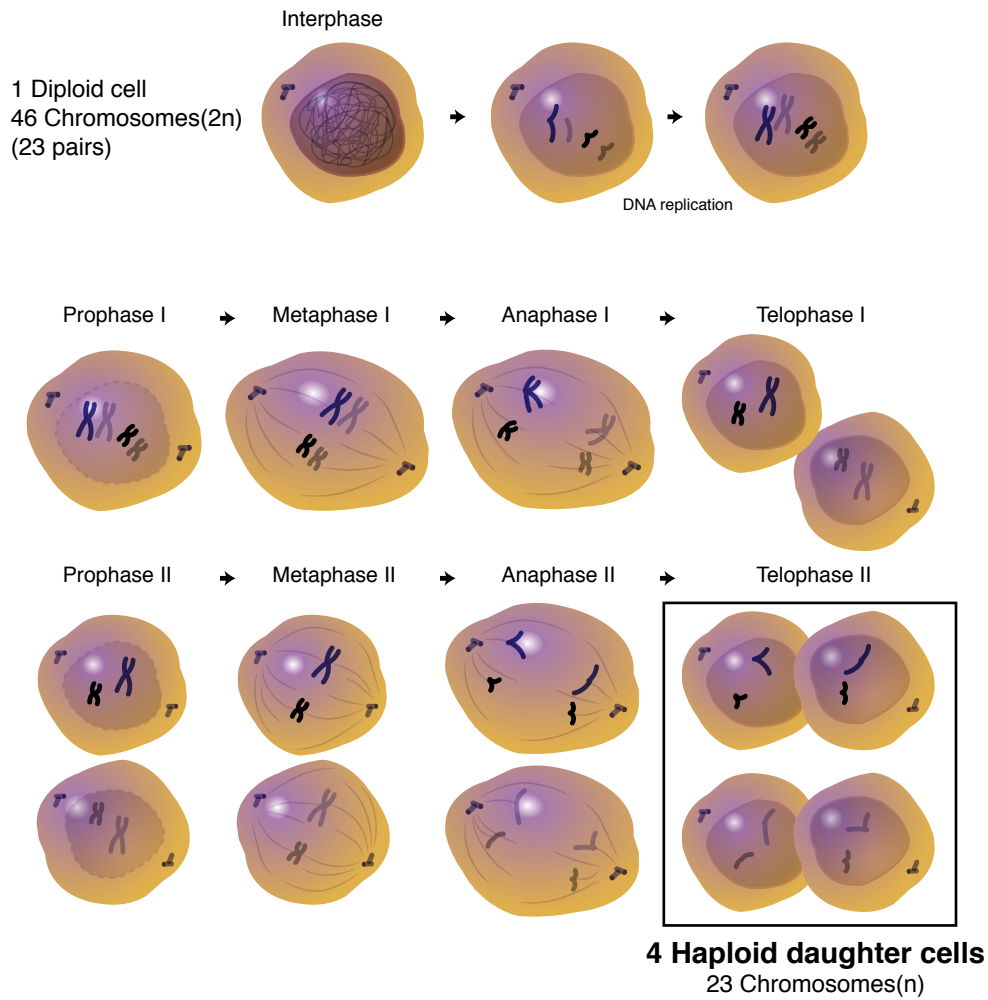 Interphase
1 Diploid cell
46 Chromosomes(2n)
(23 pairs)
DNA replication
Prophase I
Metaphase I
Anaphase I
Telophase I
Prophase II
Metaphase II
Anaphase II
Telophase II
4 Haploid daughter cells
23 Chromosomes(n)